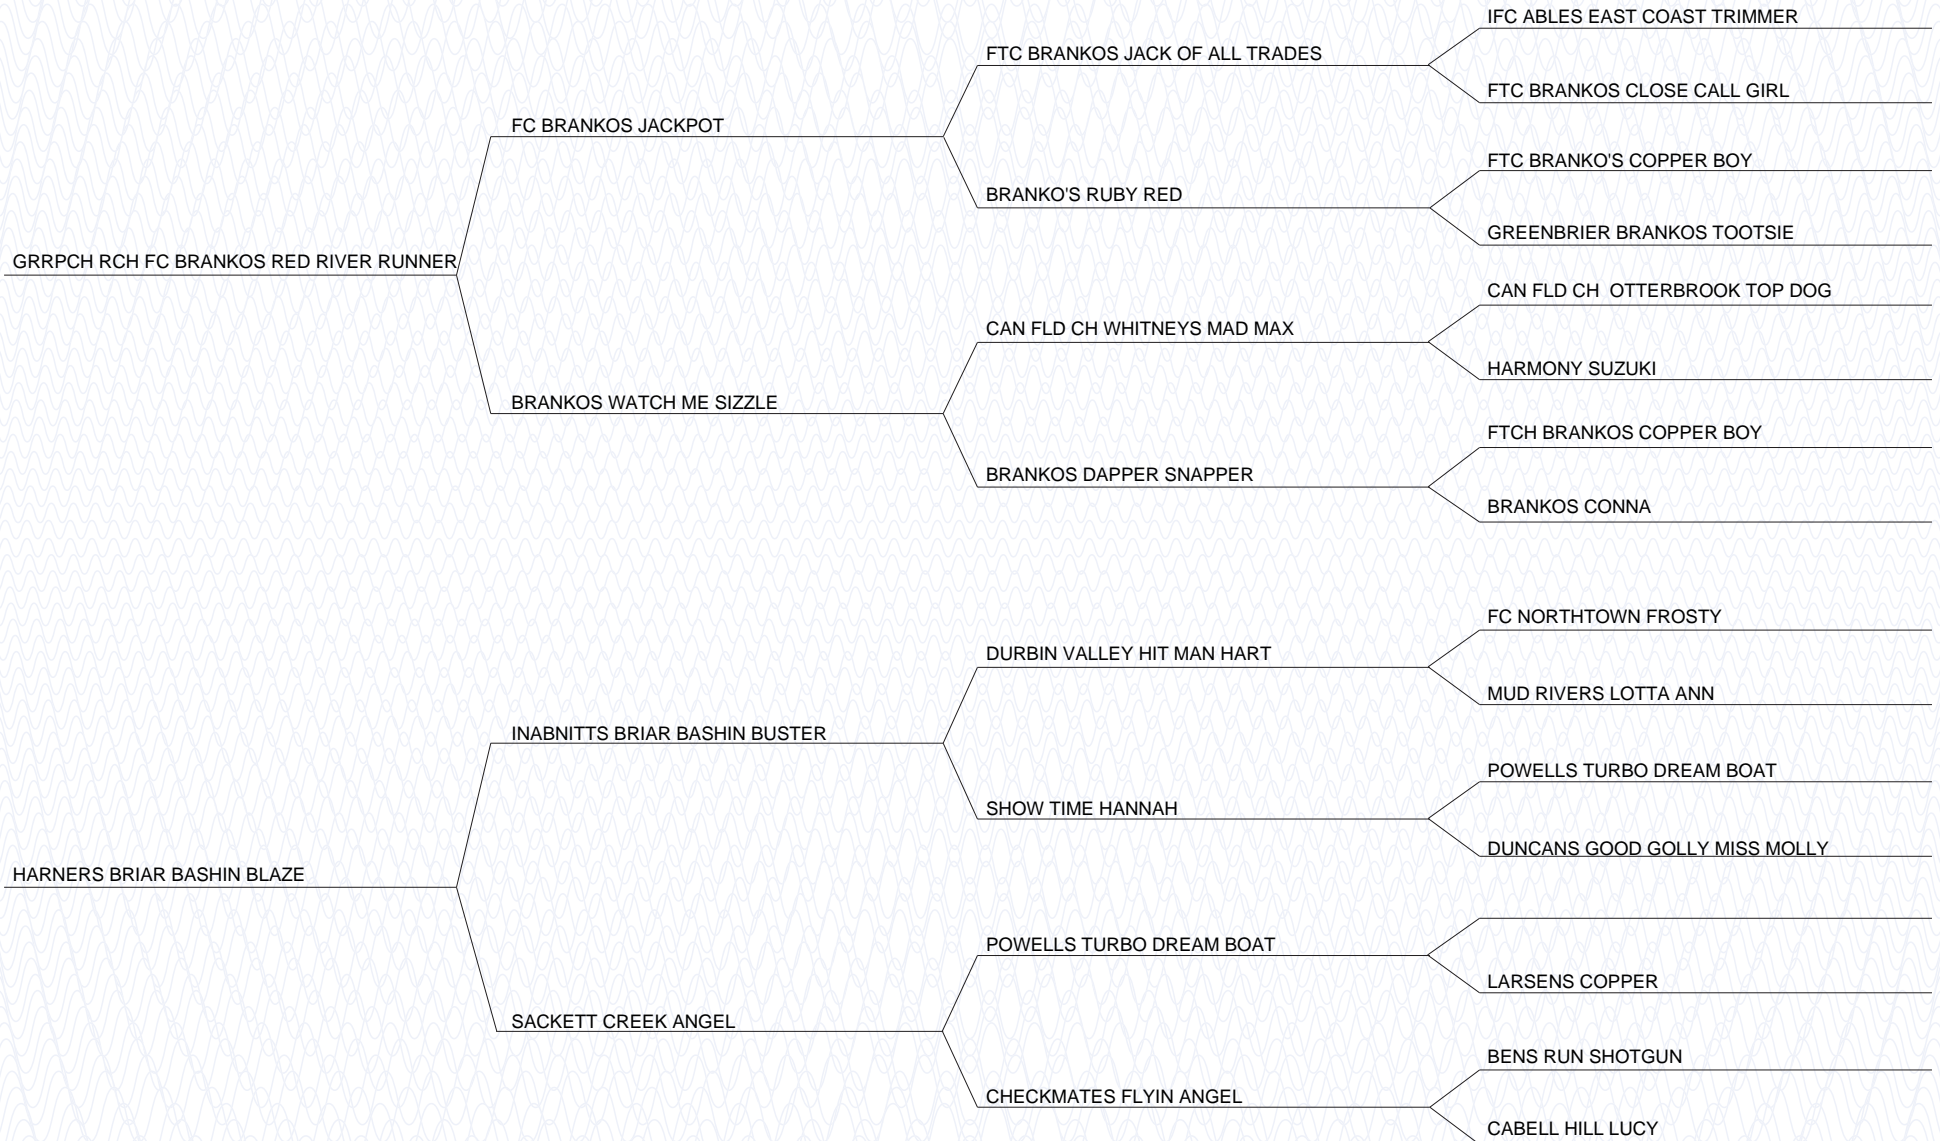 IFC ABLES EAST COAST TRIMMER
FTC BRANKOS JACK OF ALL TRADES
FTC BRANKOS CLOSE CALL GIRL
FC BRANKOS JACKPOT
FTC BRANKO'S COPPER BOY
BRANKO'S RUBY RED
GREENBRIER BRANKOS TOOTSIE
GRRPCH RCH FC BRANKOS RED RIVER RUNNER
CAN FLD CH  OTTERBROOK TOP DOG
CAN FLD CH WHITNEYS MAD MAX
HARMONY SUZUKI
BRANKOS WATCH ME SIZZLE
FTCH BRANKOS COPPER BOY
BRANKOS DAPPER SNAPPER
BRANKOS CONNA
FC NORTHTOWN FROSTY
DURBIN VALLEY HIT MAN HART
MUD RIVERS LOTTA ANN
INABNITTS BRIAR BASHIN BUSTER
POWELLS TURBO DREAM BOAT
SHOW TIME HANNAH
DUNCANS GOOD GOLLY MISS MOLLY
HARNERS BRIAR BASHIN BLAZE
POWELLS TURBO DREAM BOAT
LARSENS COPPER
SACKETT CREEK ANGEL
BENS RUN SHOTGUN
CHECKMATES FLYIN ANGEL
CABELL HILL LUCY